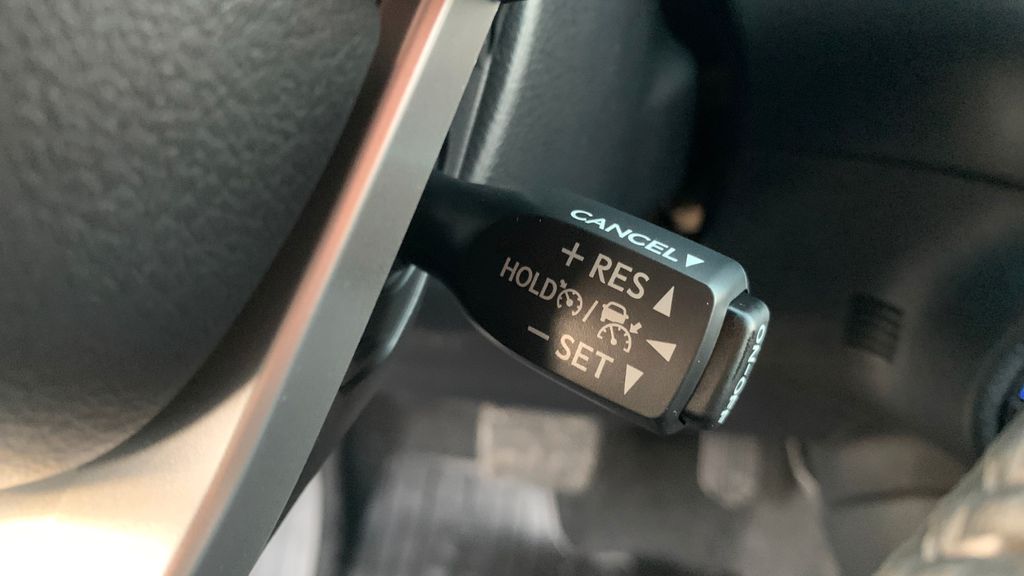 CANCEL
+ RES
HOLD /
− SET
ON·OFF